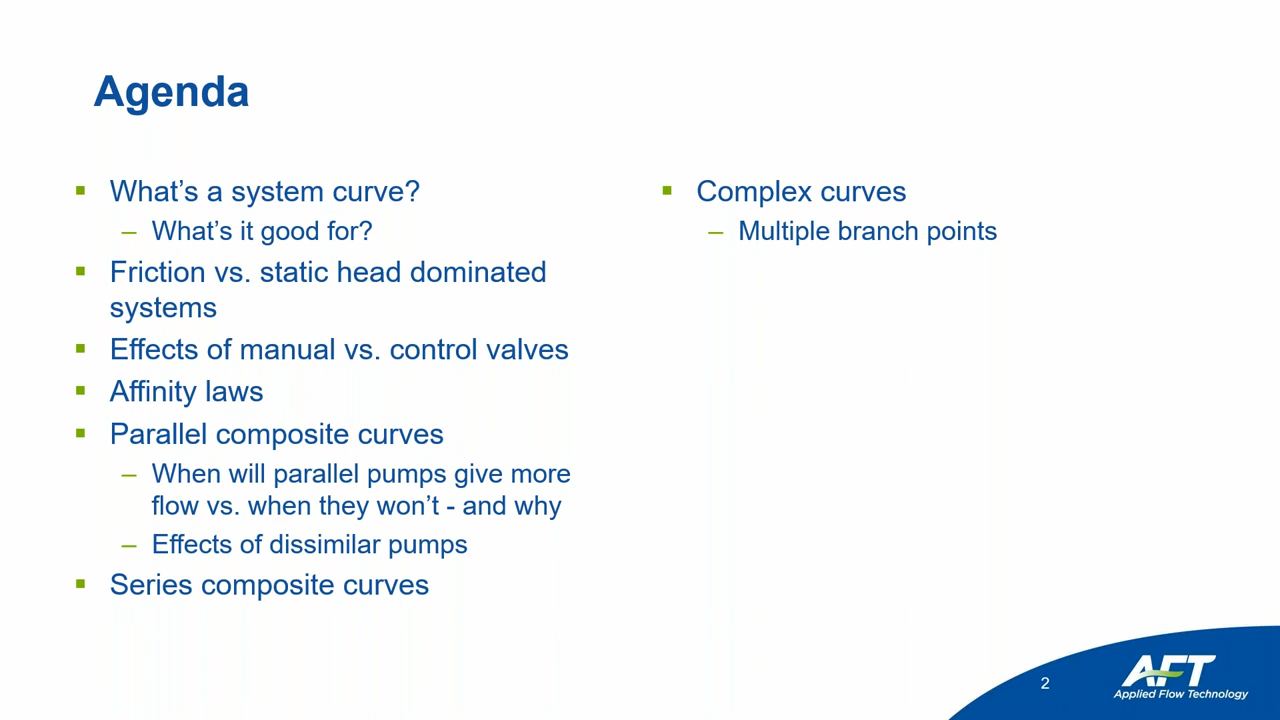 Agenda
▪ What’s a system curve?
– What’s it good for?
▪ Friction vs. static head dominated
systems
▪ Effects of manual vs. control valves
▪ Affinity laws
▪ Parallel composite curves
– When will parallel pumps give more
flow vs. when they won’t - and why
– Effects of dissimilar pumps
▪ Series composite curves
▪ Complex curves
– Multiple branch points
2
AFT
Applied Flow Technology